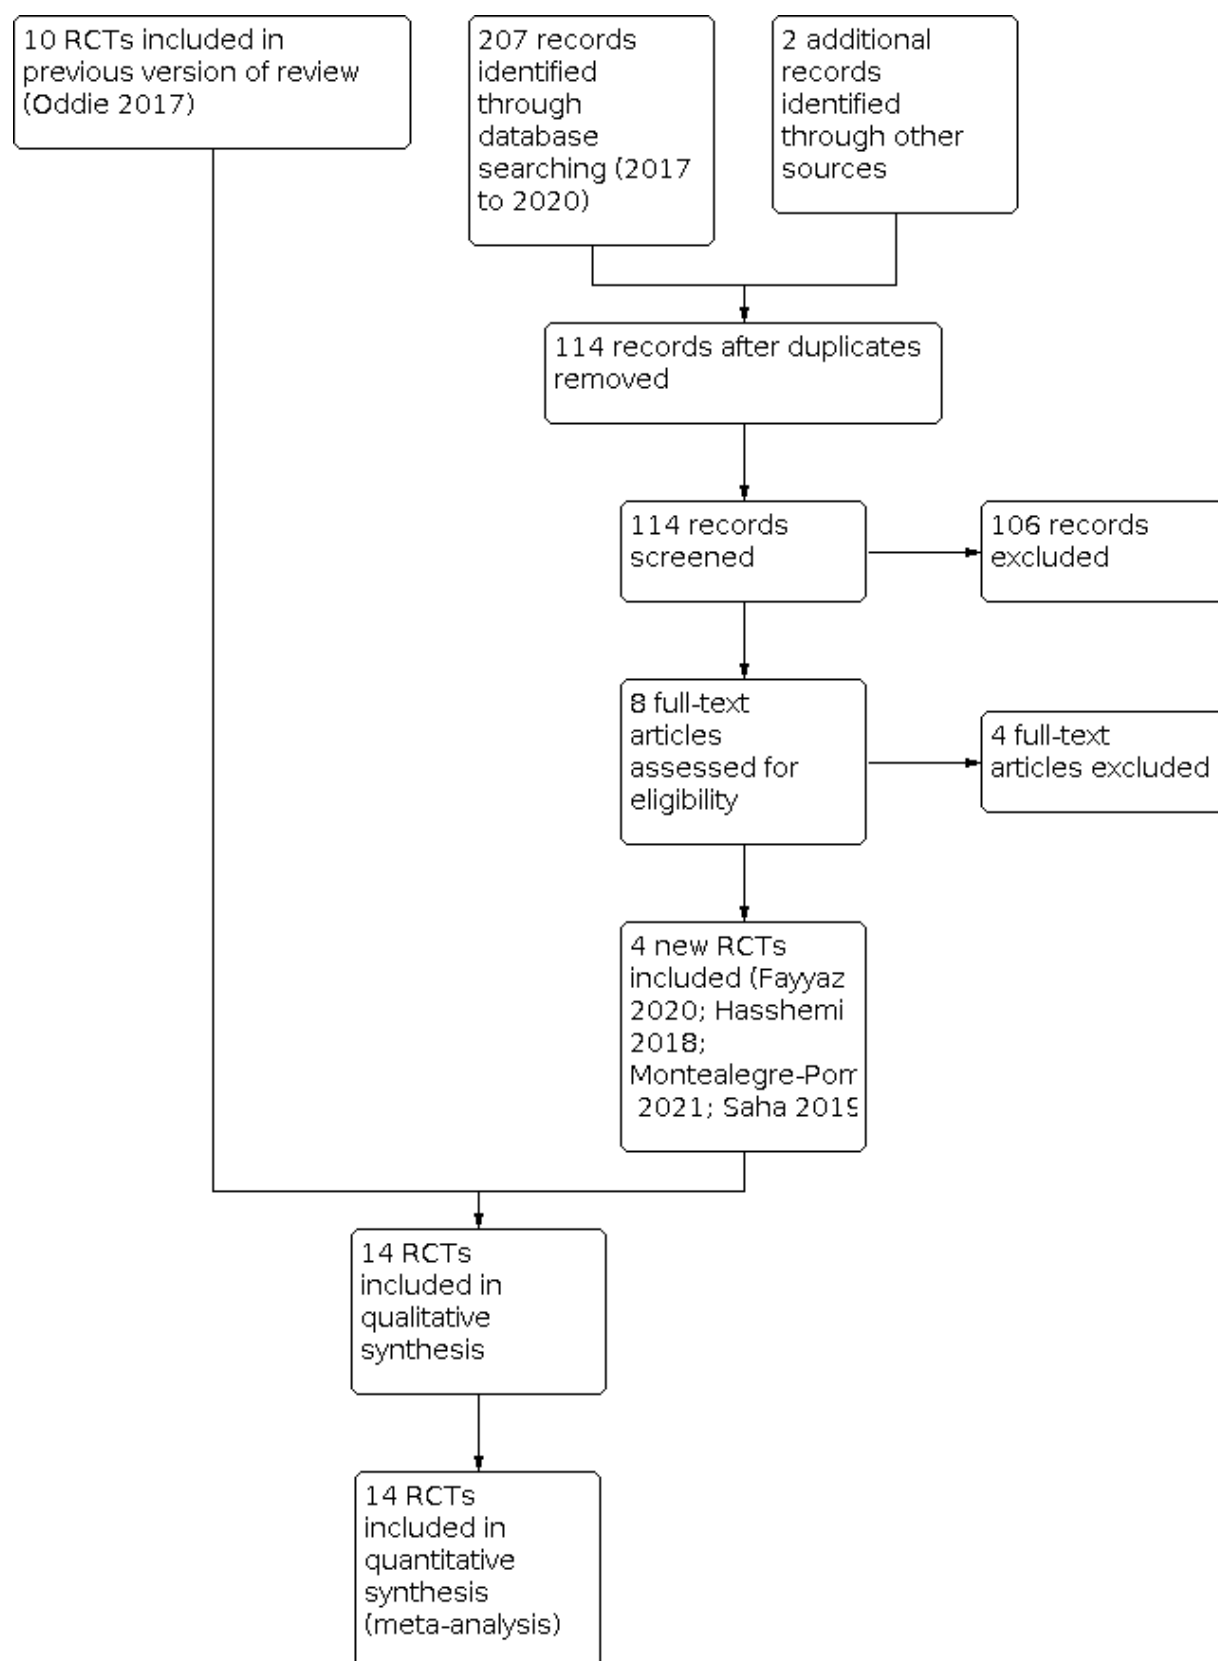 10 RCTs included in
previous version of review
(Oddie 2017)
207 records
identified
through
database
searching (2017
to 2020)
2 additional
records
identified
through other
sources
114 records after duplicates
removed
114 records
screened
106 records
excluded
8 full-text
articles
assessed for
eligibility
4 full-text
articles excluded
4 new RCTs
included (Fayyaz
2020; Hasshemi
2018;
Montealegre-Pom
2021; Saha 2019
14 RCTs
included in
qualitative
synthesis
14 RCTs
included in
quantitative
synthesis
(meta-analysis)